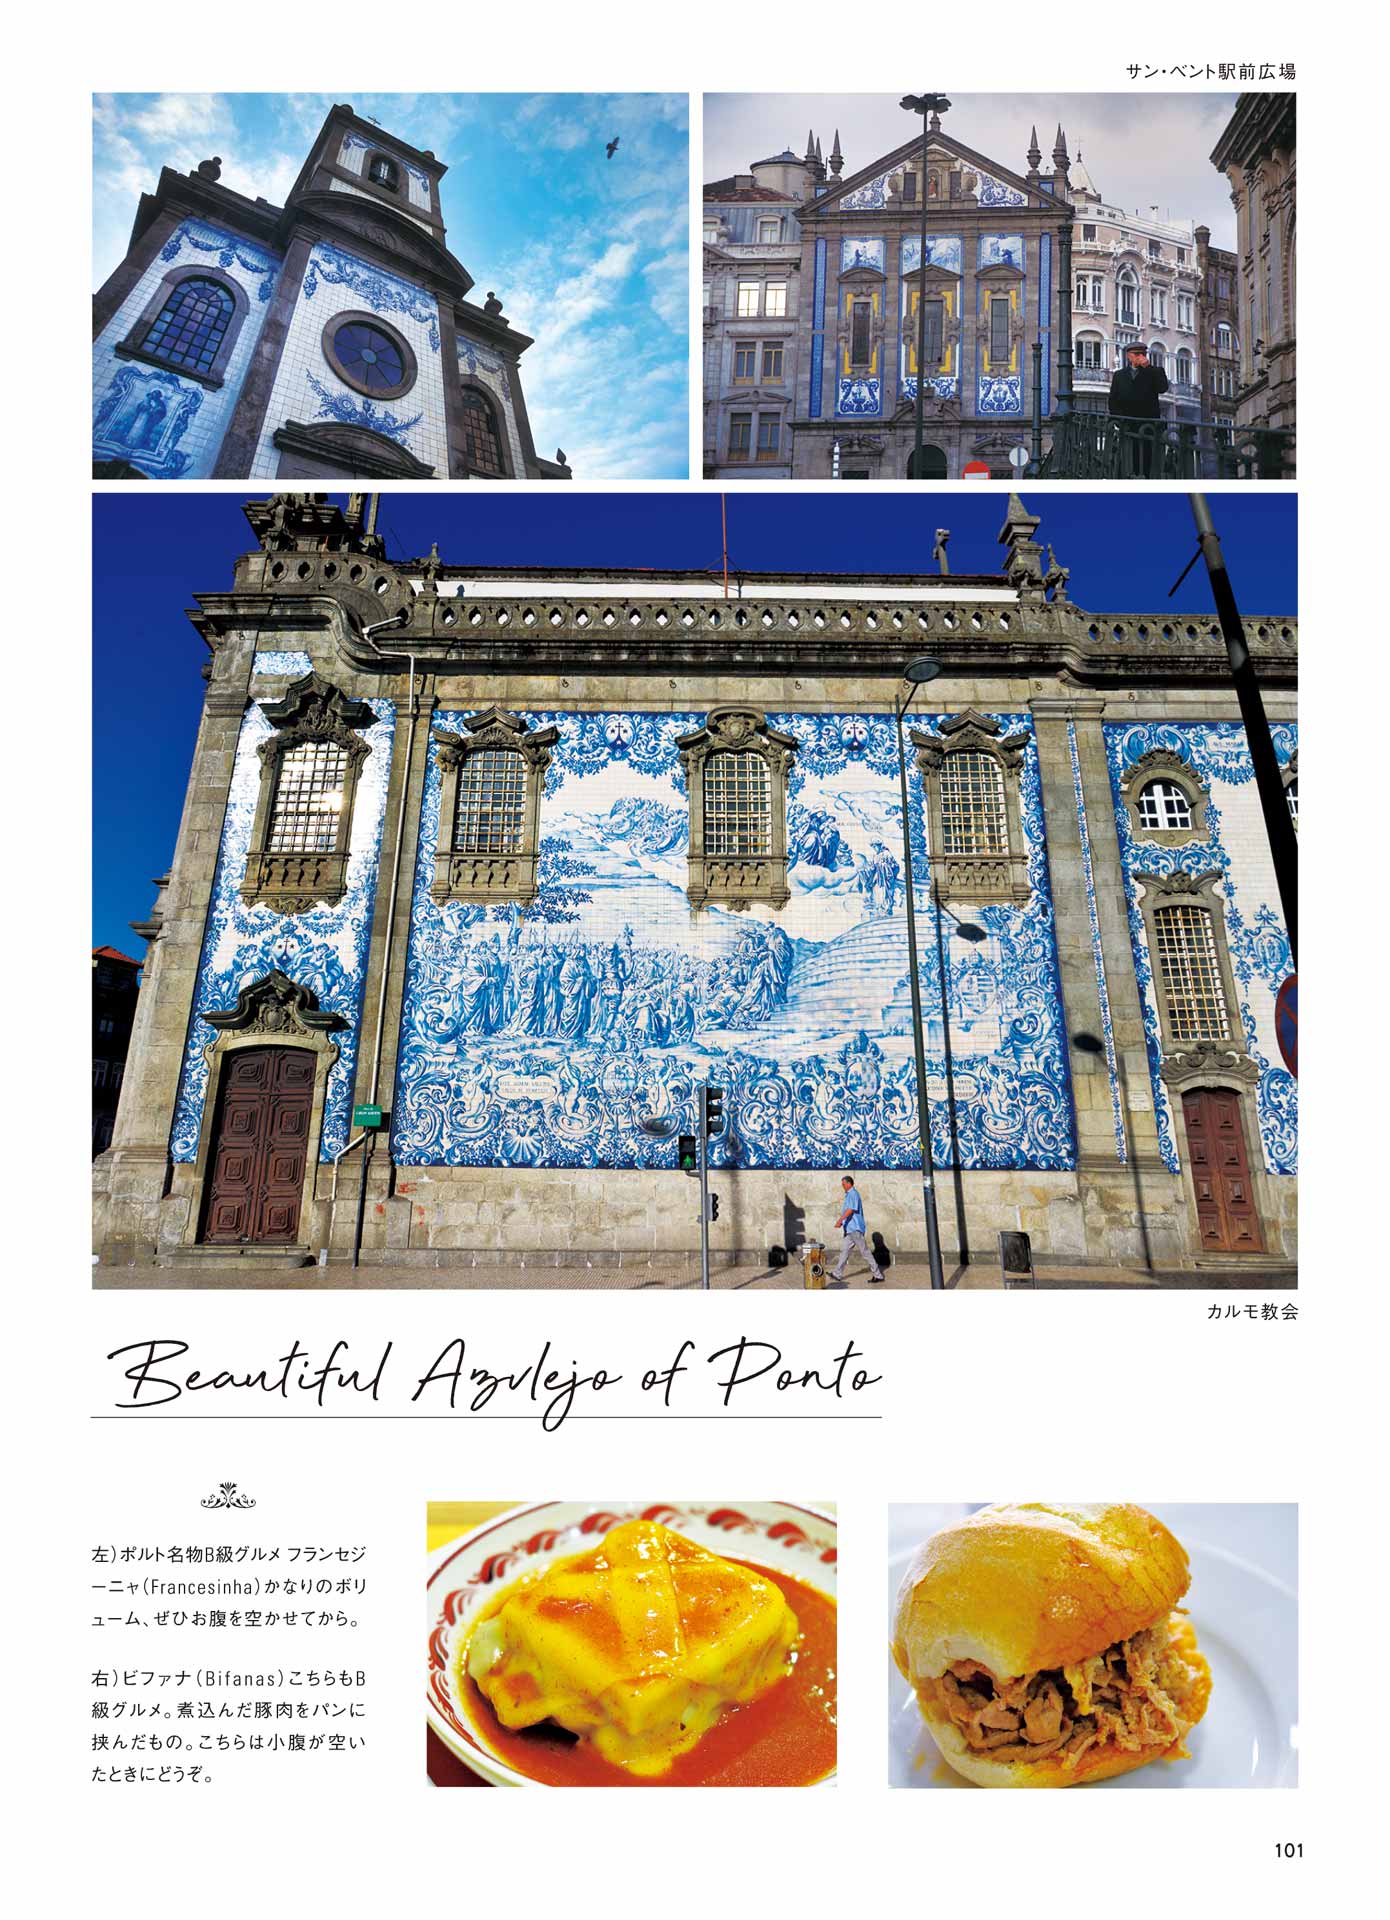 サン・ベント駅前広場
カルモ教会
Beautiful Azulejo of Ponto
左）ポルト名物B級グルメ フランセジ
ーニャ（Francesinha）かなりのボリ
ューム、ぜひお腹を空かせてから。
右）ビファナ（Bifanas）こちらもB
級グルメ。煮込んだ豚肉をパンに
挟んだもの。こちらは小腹が空い
たときにどうぞ。
101